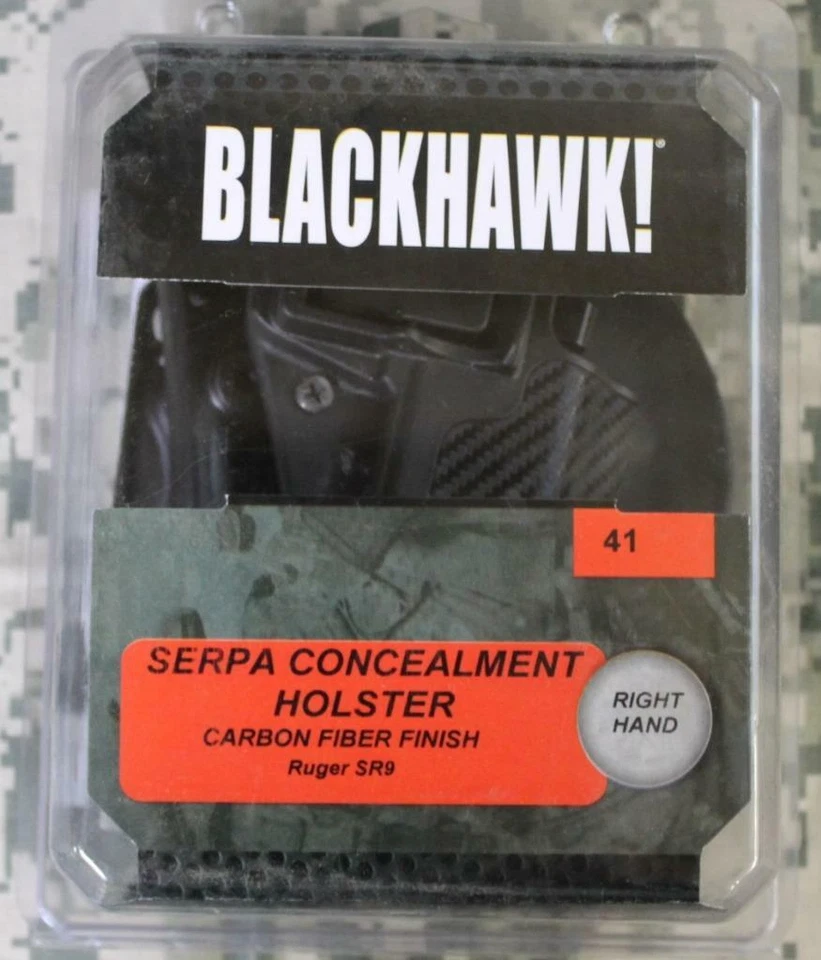 BLACKHAWK!®
41
SERPA CONCEALMENT
HOLSTER
CARBON FIBER FINISH
Ruger SR9
RIGHT
HAND